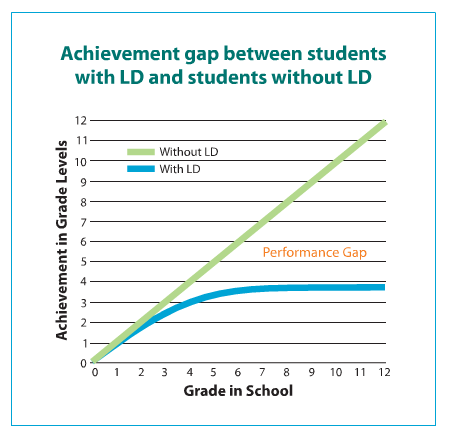 Achievement gap between students
with LD and students without LD
Achievement in Grade Levels
12
11
10
9
8
7
6
5
4
3
2
1
0
Without LD
With LD
Performance Gap
0 1 2 3 4 5 6 7 8 9 10 11 12
Grade in School